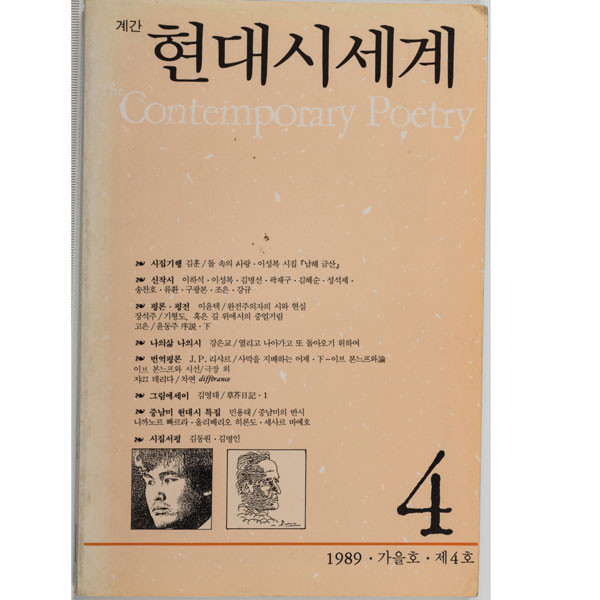 계간
현대시세계
The
Contemporary Poetry
❧ 시집기행 김훈/돌 속의 사랑·이성복 시집 『남해 금산』
❧ 신작시 이하석·이성복·김명선·곽재구·김혜순·성석제·
송찬호·류환·구광본·조은·강규
❧ 평론·평전 이윤택/완전주의자의 시와 현실
장석주/기형도, 혹은 길 위에서의 중얼거림
고은/윤동주 序說·下
❧ 나의삶 나의시 강은교/열리고 나아가고 또 돌아오기 위하여
❧ 번역평론 J.P. 리샤르/사막을 지배하는 어제·下–이브 본느프와論
이브 본느프와 시선/극장 외
쟈끄 데리다/차연 différance
❧ 그림에세이 김영태/草芥日記·1
❧ 중남미 현대시 특집 민용태/중남미의 반시
니까노르 빠르라·올리베리오 히론도·세사르 바예호
❧ 시집서평 김동원·김명인
4
1989·가을호·제4호